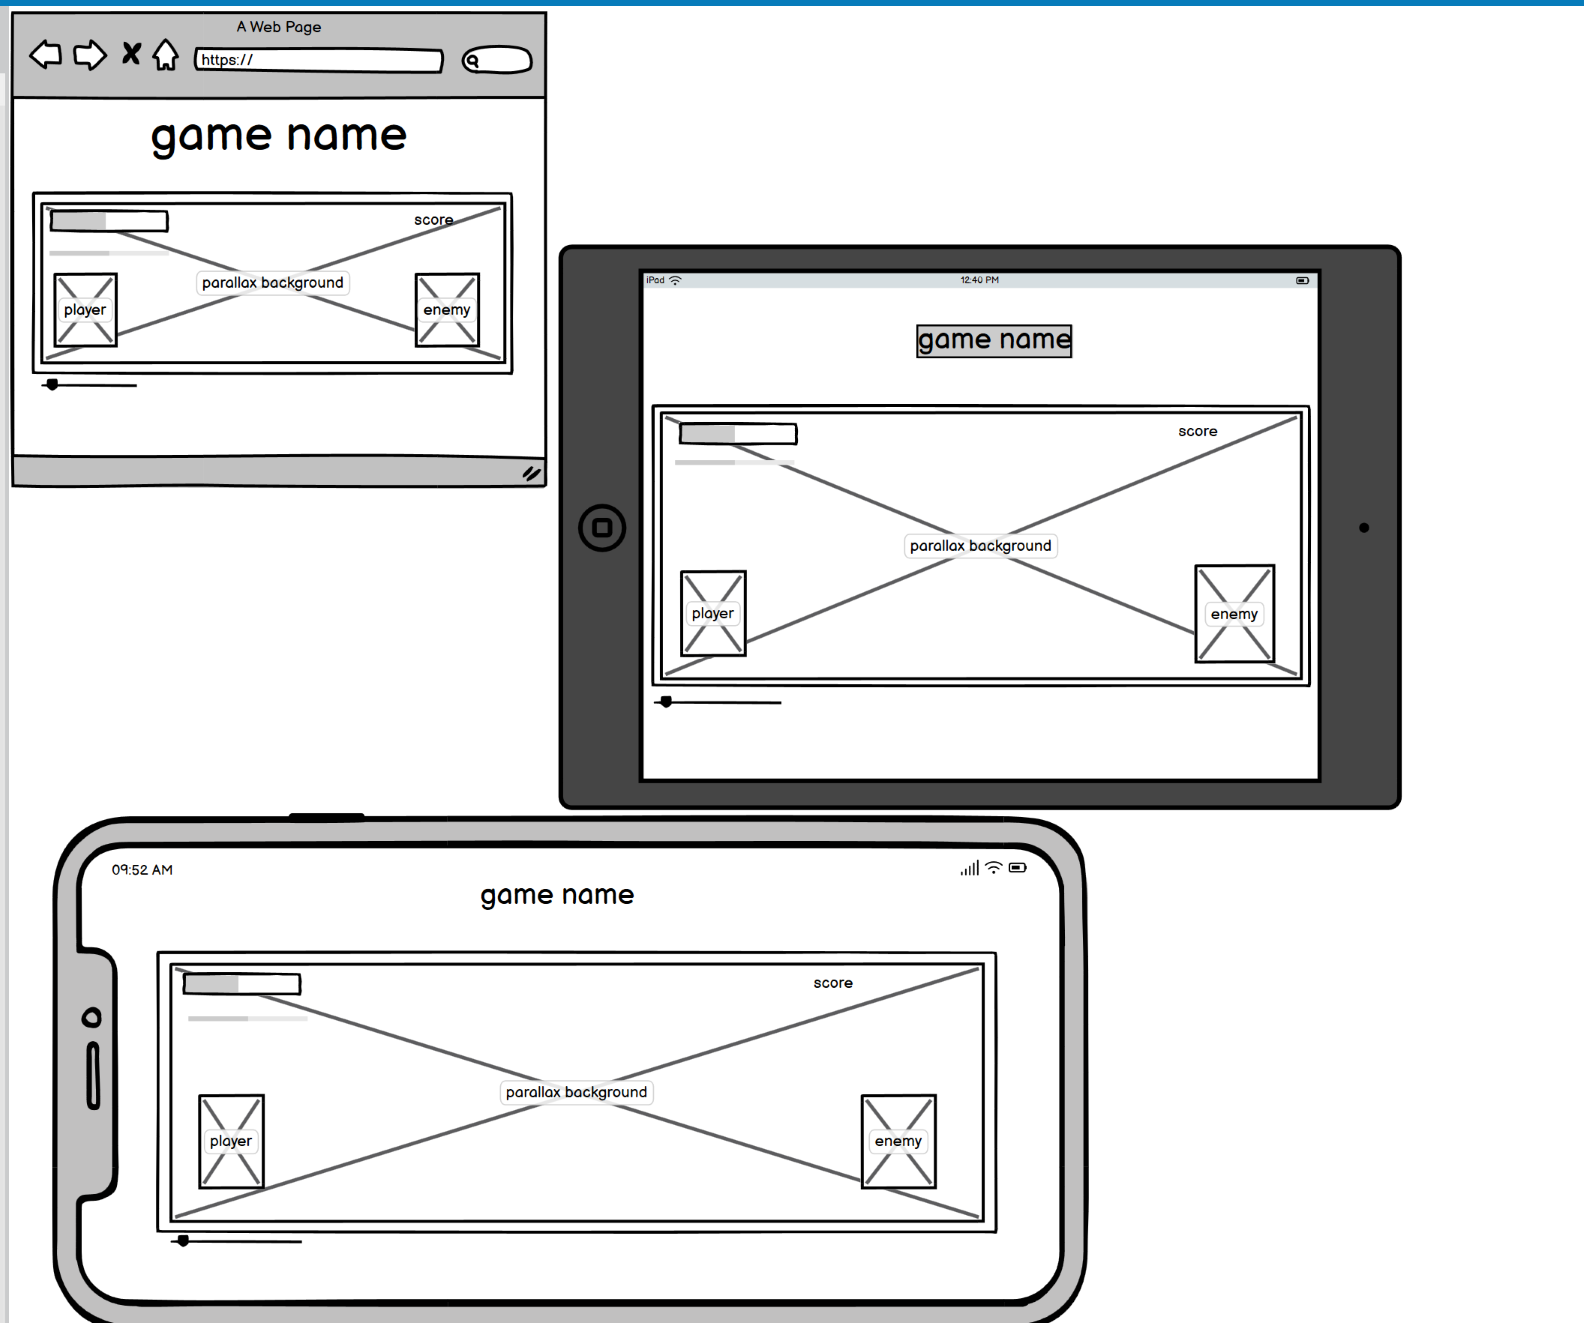 A Web Page
https://
game name
score
parallax background
player
enemy
iPad
12:40 PM
game name
score
parallax background
player
enemy
09:52 AM
game name
score
parallax background
player
enemy